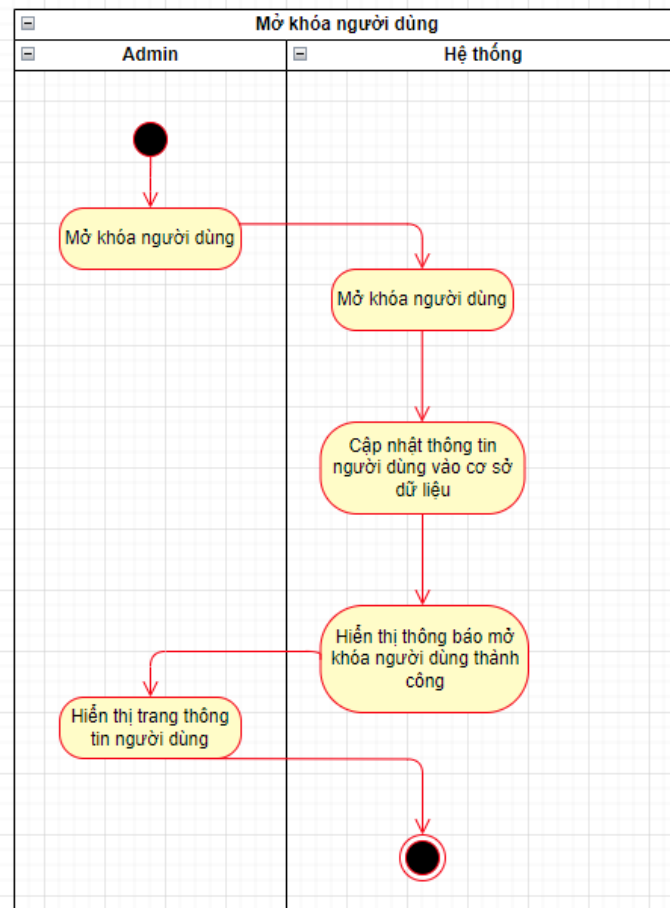 Mở khóa người dùng
Admin
Hệ thống
Mở khóa người dùng
Mở khóa người dùng
Cập nhật thông tin
người dùng vào cơ sở
dữ liệu
Hiển thị thông báo mở
khóa người dùng thành
công
Hiển thị trang thông
tin người dùng